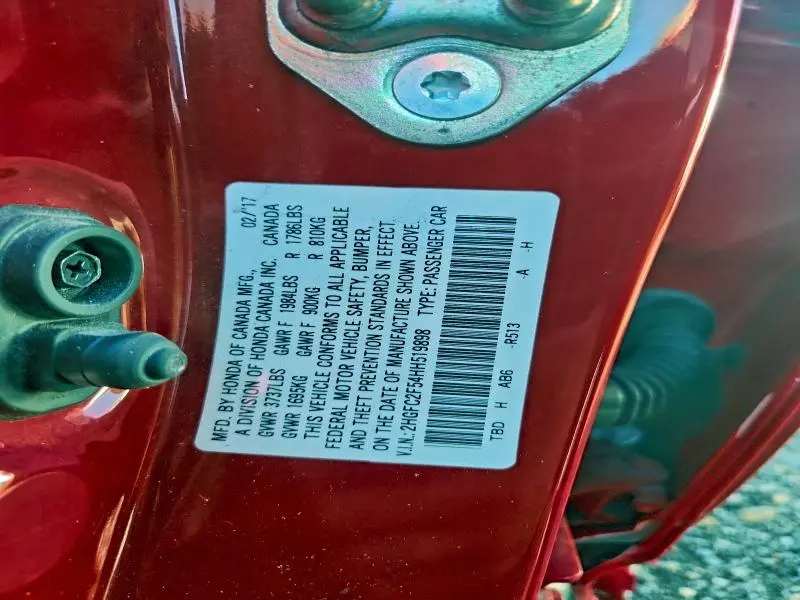 MFD. BY HONDA OF CANADA MFG., 02/'17
A DIVISION OF HONDA CANADA INC. CANADA
GVWR 3737LBS GAWR F 1984LBS R 1786LBS
GVWR 1695KG GAWR F 900KG R 810KG
THIS VEHICLE CONFORMS TO ALL APPLICABLE
FEDERAL MOTOR VEHICLE SAFETY, BUMPER,
AND THEFT PREVENTION STANDARDS IN EFFECT
ON THE DATE OF MANUFACTURE SHOWN ABOVE.
V.I.N.: 2HGFC2F54HH519898 TYPE: PASSENGER CAR
TBD H AB6 -R513 -A -H